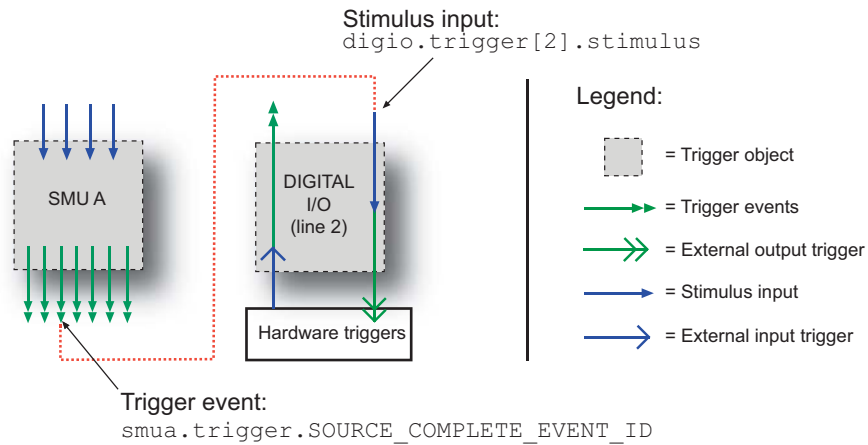 Stimulus input:
digio.trigger[2].stimulus
Legend:
SMU A
DIGITAL
I/O
(line 2)
= Trigger object
= Trigger events
= External output trigger
= Stimulus input
= External input trigger
Hardware triggers
Trigger event:
smua.trigger.SOURCE_COMPLETE_EVENT_ID